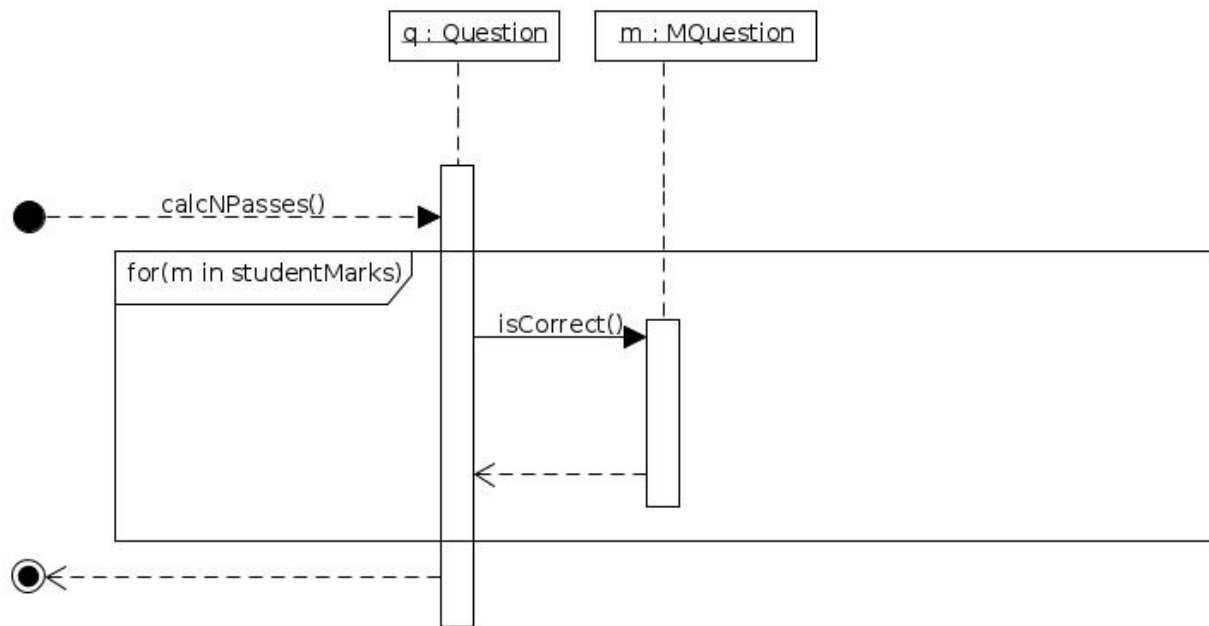 q : Question
m : MQuestion
calcNPasses()
for(m in studentMarks)
isCorrect()